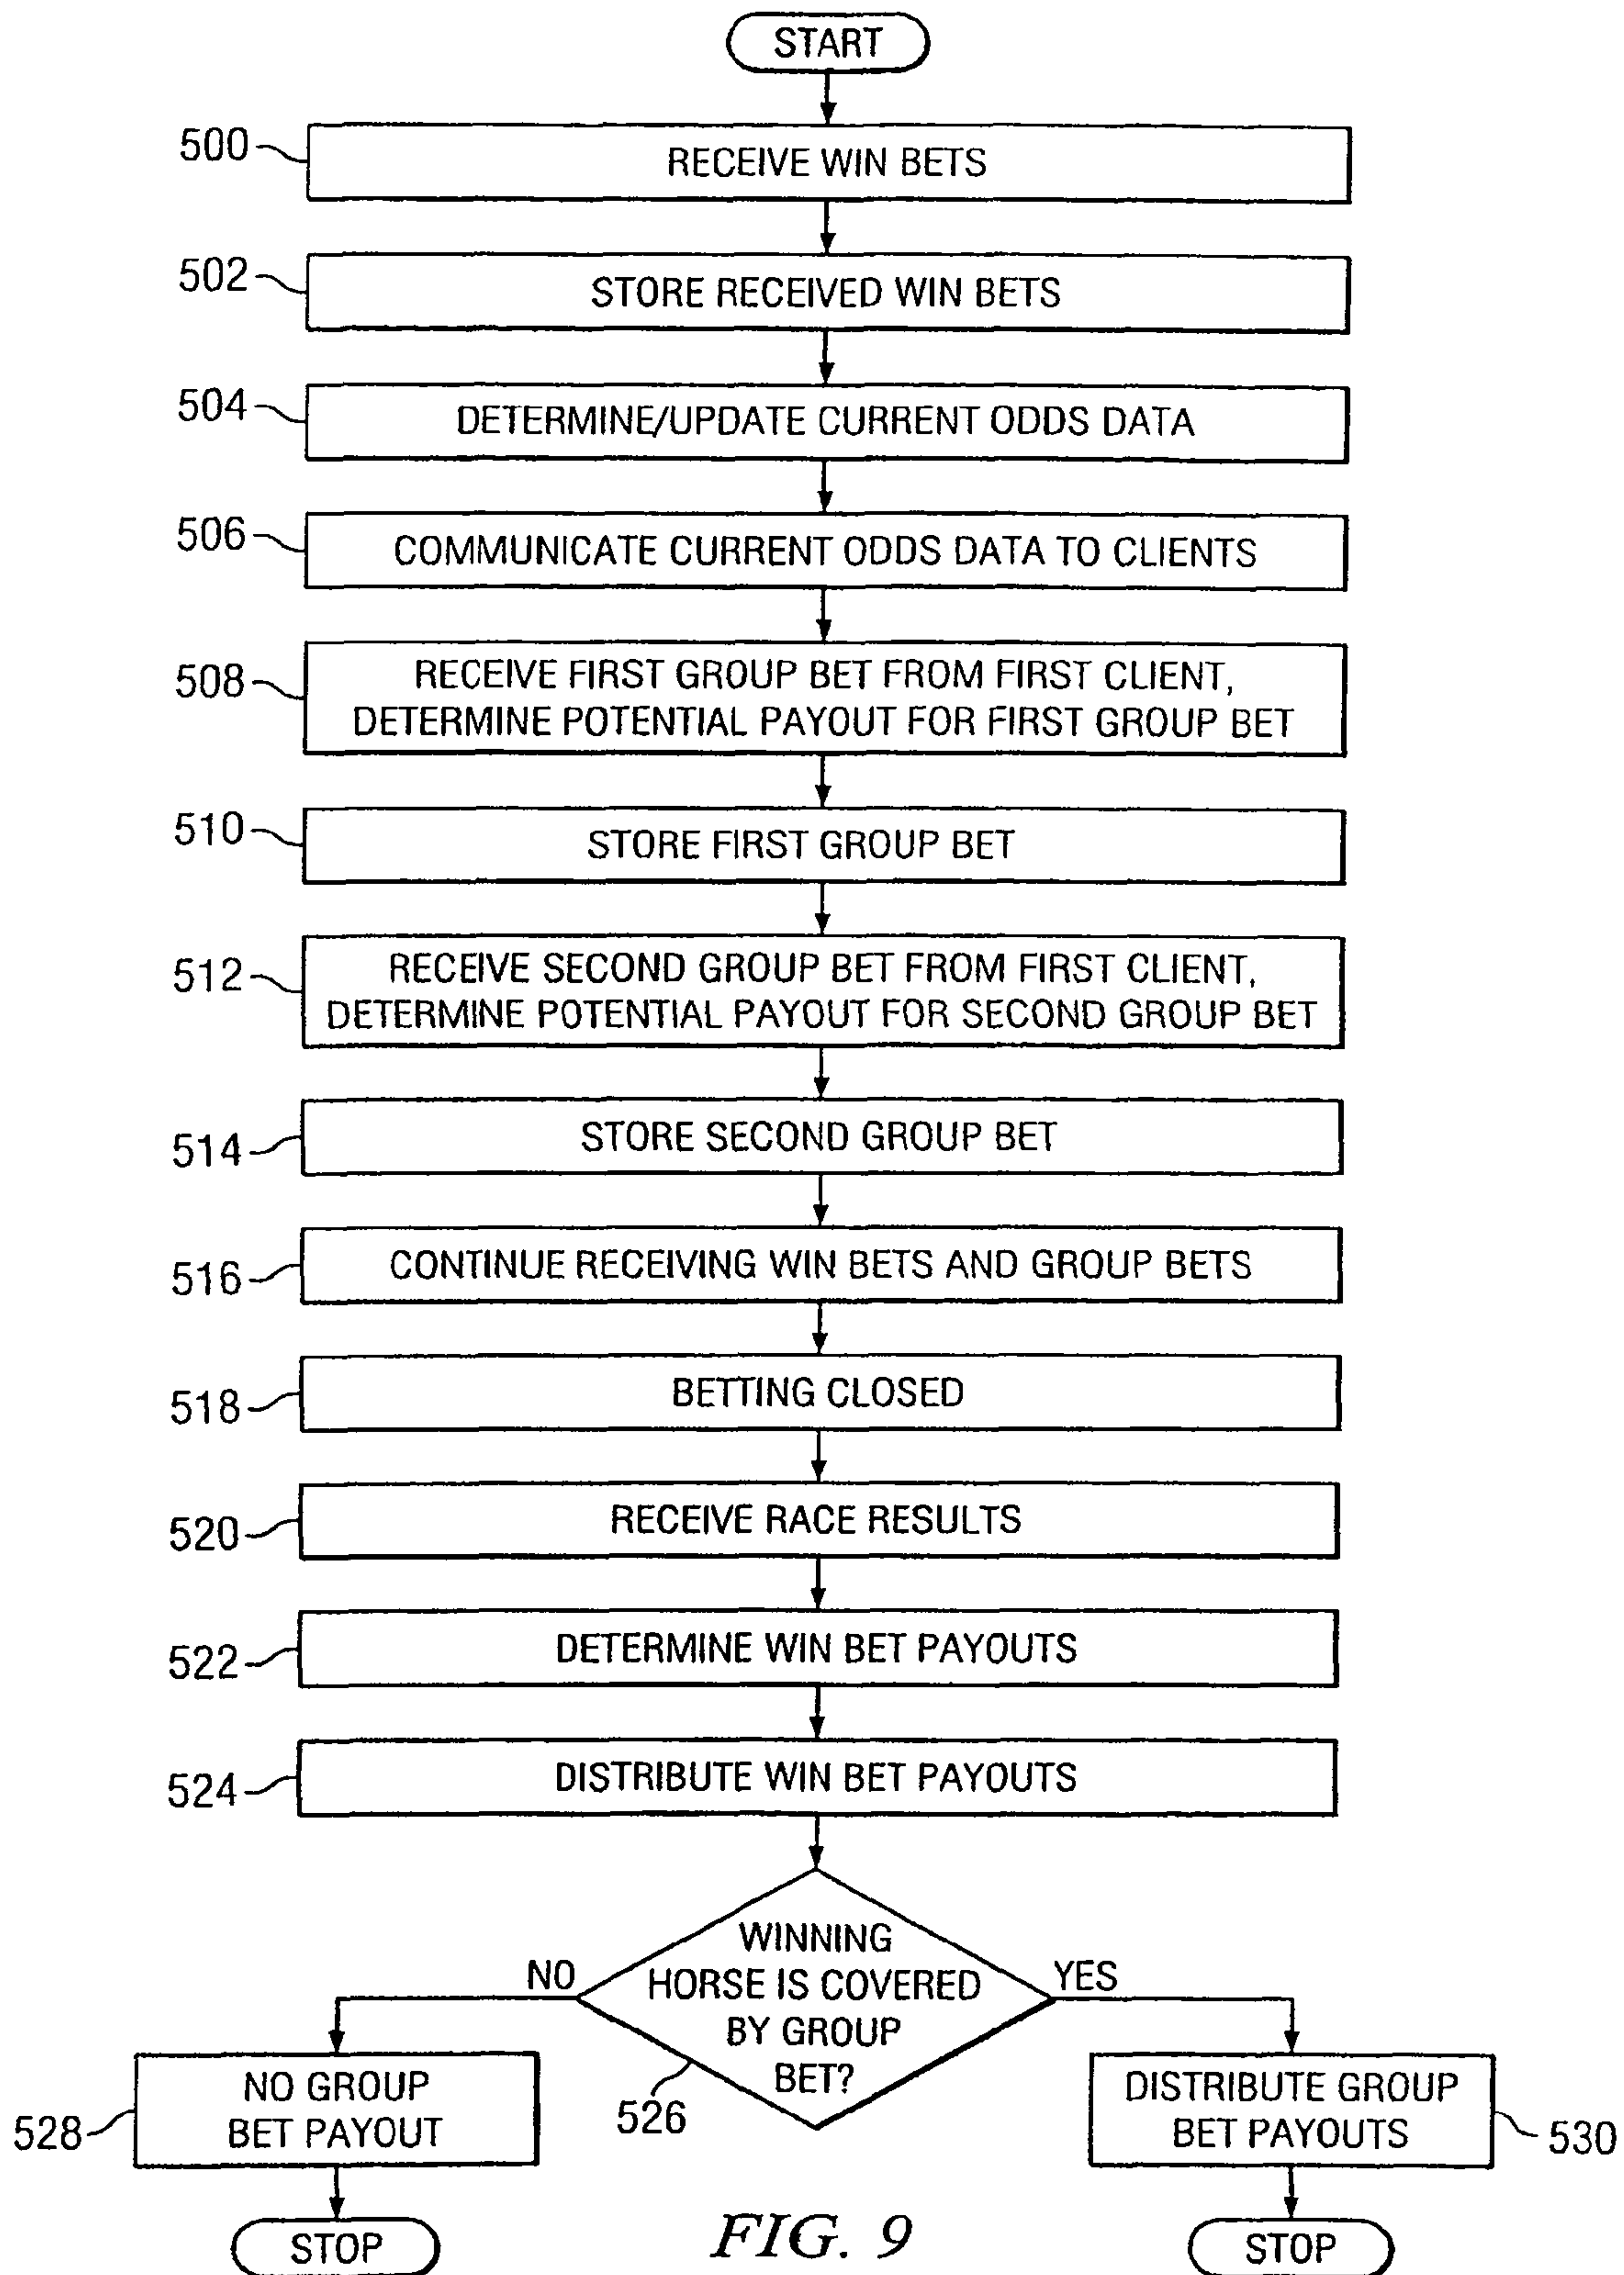 START
500
RECEIVE WIN BETS
502
STORE RECEIVED WIN BETS
504
DETERMINE/UPDATE CURRENT ODDS DATA
506
COMMUNICATE CURRENT ODDS DATA TO CLIENTS
508
RECEIVE FIRST GROUP BET FROM FIRST CLIENT,
DETERMINE POTENTIAL PAYOUT FOR FIRST GROUP BET
510
STORE FIRST GROUP BET
512
RECEIVE SECOND GROUP BET FROM FIRST CLIENT,
DETERMINE POTENTIAL PAYOUT FOR SECOND GROUP BET
514
STORE SECOND GROUP BET
516
CONTINUE RECEIVING WIN BETS AND GROUP BETS
518
BETTING CLOSED
520
RECEIVE RACE RESULTS
522
DETERMINE WIN BET PAYOUTS
524
DISTRIBUTE WIN BET PAYOUTS
WINNING
HORSE IS COVERED
BY GROUP
BET?
526
NO
YES
528
NO GROUP
BET PAYOUT
DISTRIBUTE GROUP
BET PAYOUTS
530
STOP
STOP
FIG. 9